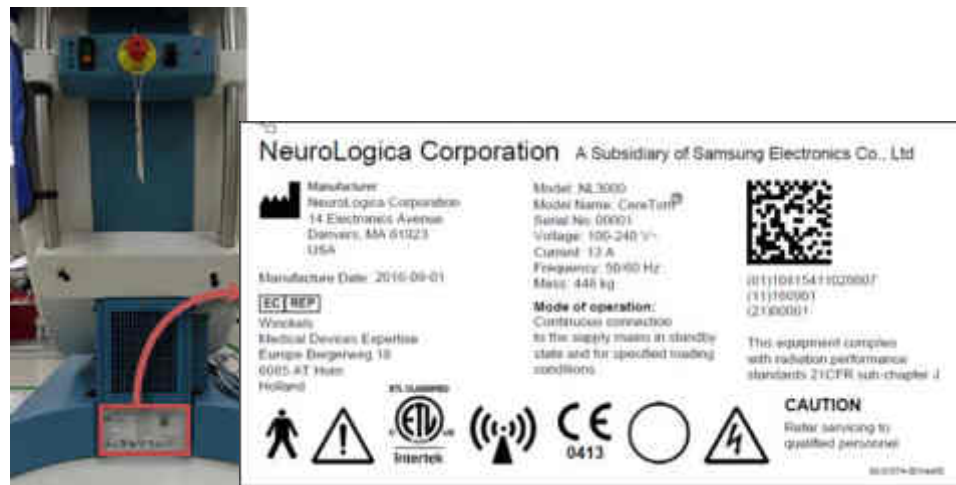 NeuroLogica Corporation A Subsidiary of Samsung Electronics Co., Ltd
Manufacturer
NeuroLogica Corporation
14 Electronics Avenue
Danvers, MA 01923
USA
Manufacture Date: 2016-09-01
EC REP
Medical Devices Expertise
Europe Bergerweg 18
6085 AT Horn
Holland
Model: NL3000
Model Name: CereTom®
Serial No: 00001
Voltage: 100-240 V~
Current: 13 A
Frequency: 50/60 Hz
Mass: 448 kg
Mode of operation:
Continuous connection
to the supply mains in standby
state and for specified loading
conditions
(11)160901
(21)00001
This equipment complies
with radiation performance
standards 21CFR sub-chapter J
ETL CLASSIFIED
ETL
Intertek
CE
0413
CAUTION
Refer servicing to
qualified personnel